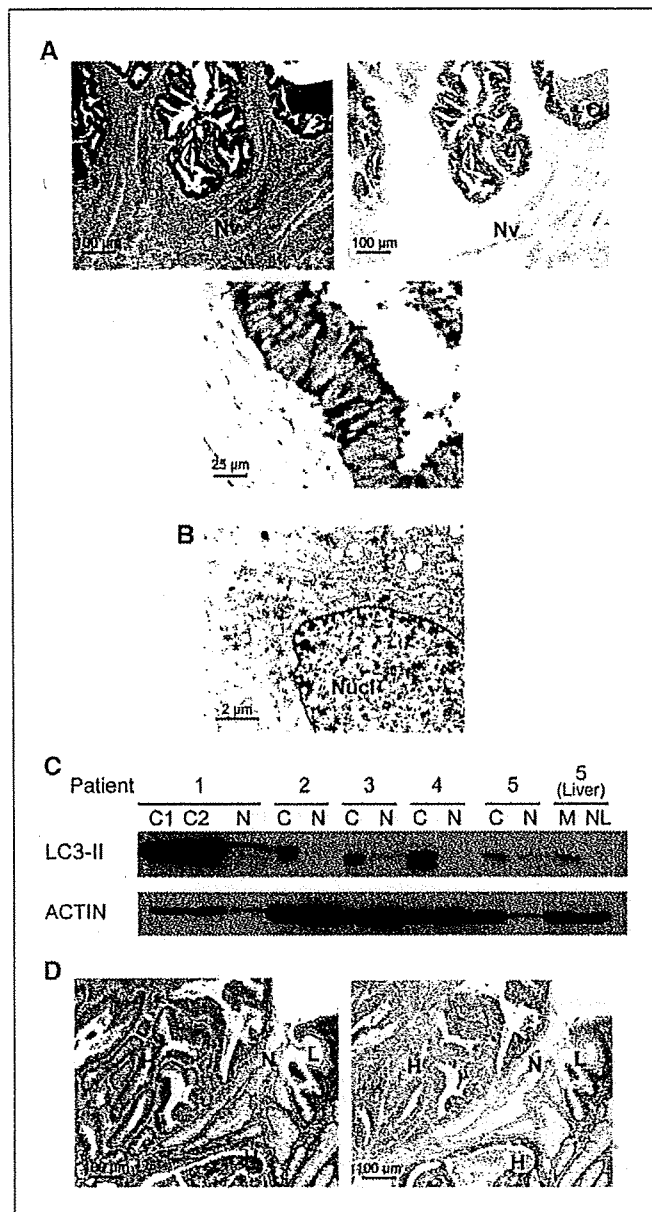 A
Nv
100 µm
Nv
100 µm
25 µm
B
Nucl
2 µm
C
Patient 1 2 3 4 5 5 (Liver)
C1 C2 N C N C N C N C N M NL
LC3-II
ACTIN
D
H N L
H
100 µm
H N L
H
100 µm